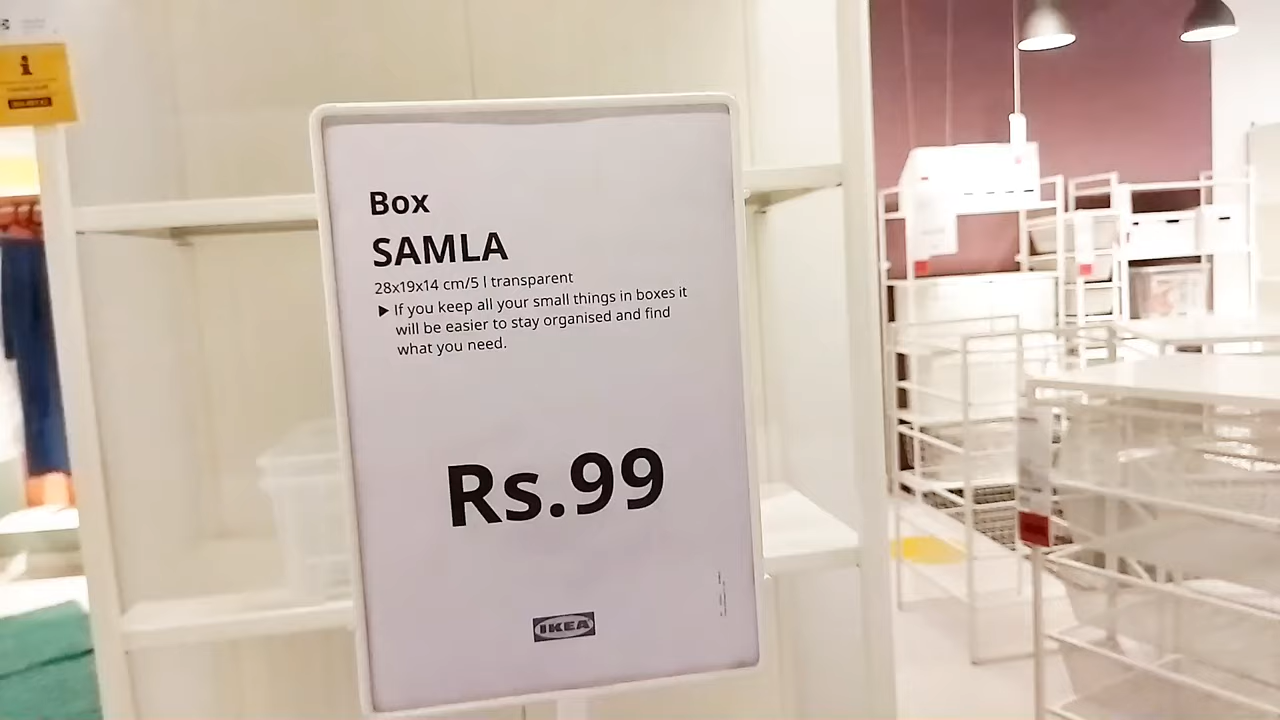 Box
SAMLA
28x19x14 cm/5 l transparent
▶ If you keep all your small things in boxes it
will be easier to stay organised and find
what you need.
Rs.99
IKEA